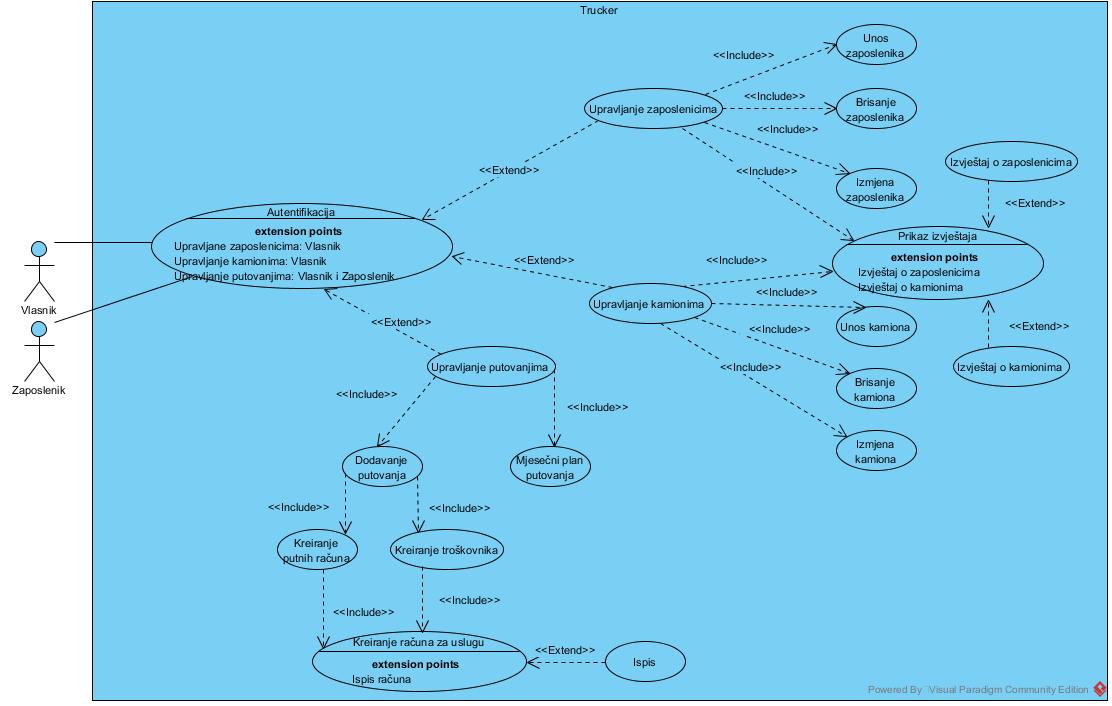 Trucker
Unos
zaposlenika
<<Include>>
Upravljanje zaposlenicima
<<Include>>
Brisanje
zaposlenika
<<Include>>
<<Extend>>
<<Include>>
Izmjena
zaposlenika
Izvještaj o zaposlenicima
<<Extend>>
Autentifikacija
extension points
Upravljane zaposlenicima: Vlasnik
Upravljanje kamionima: Vlasnik
Upravljanje putovanjima: Vlasnik i Zaposlenik
Vlasnik
Zaposlenik
Prikaz izvještaja
extension points
Izvještaj o zaposlenicima
Izvještaj o kamionima
<<Extend>>
<<Include>>
Upravljanje kamionima
<<Include>>
Unos kamiona
<<Include>>
<<Extend>>
Izvještaj o kamionima
<<Include>>
Brisanje
kamiona
Izmjena
kamiona
<<Extend>>
Upravljanje putovanjima
<<Include>>
<<Include>>
Dodavanje
putovanja
Mjesečni plan
putovanja
<<Include>>
<<Include>>
Kreiranje
putnih računa
Kreiranje troškovnika
<<Include>>
<<Include>>
Kreiranje računa za uslugu
extension points
Ispis računa
<<Extend>>
Ispis
Powered By Visual Paradigm Community Edition